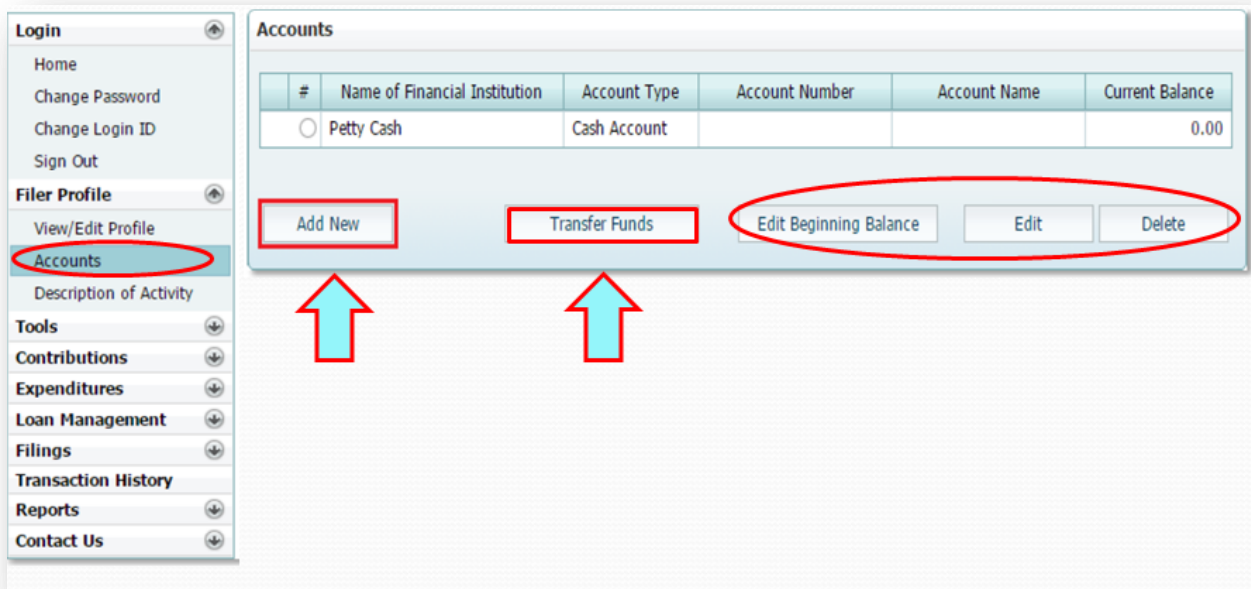 Login
Home
Change Password
Change Login ID
Sign Out
Filer Profile
View/Edit Profile
Accounts
Description of Activity
Tools
Contributions
Expenditures
Loan Management
Filings
Transaction History
Reports
Contact Us
Accounts
# Name of Financial Institution Account Type Account Number Account Name Current Balance
Petty Cash Cash Account 0.00
Add New Transfer Funds Edit Beginning Balance Edit Delete